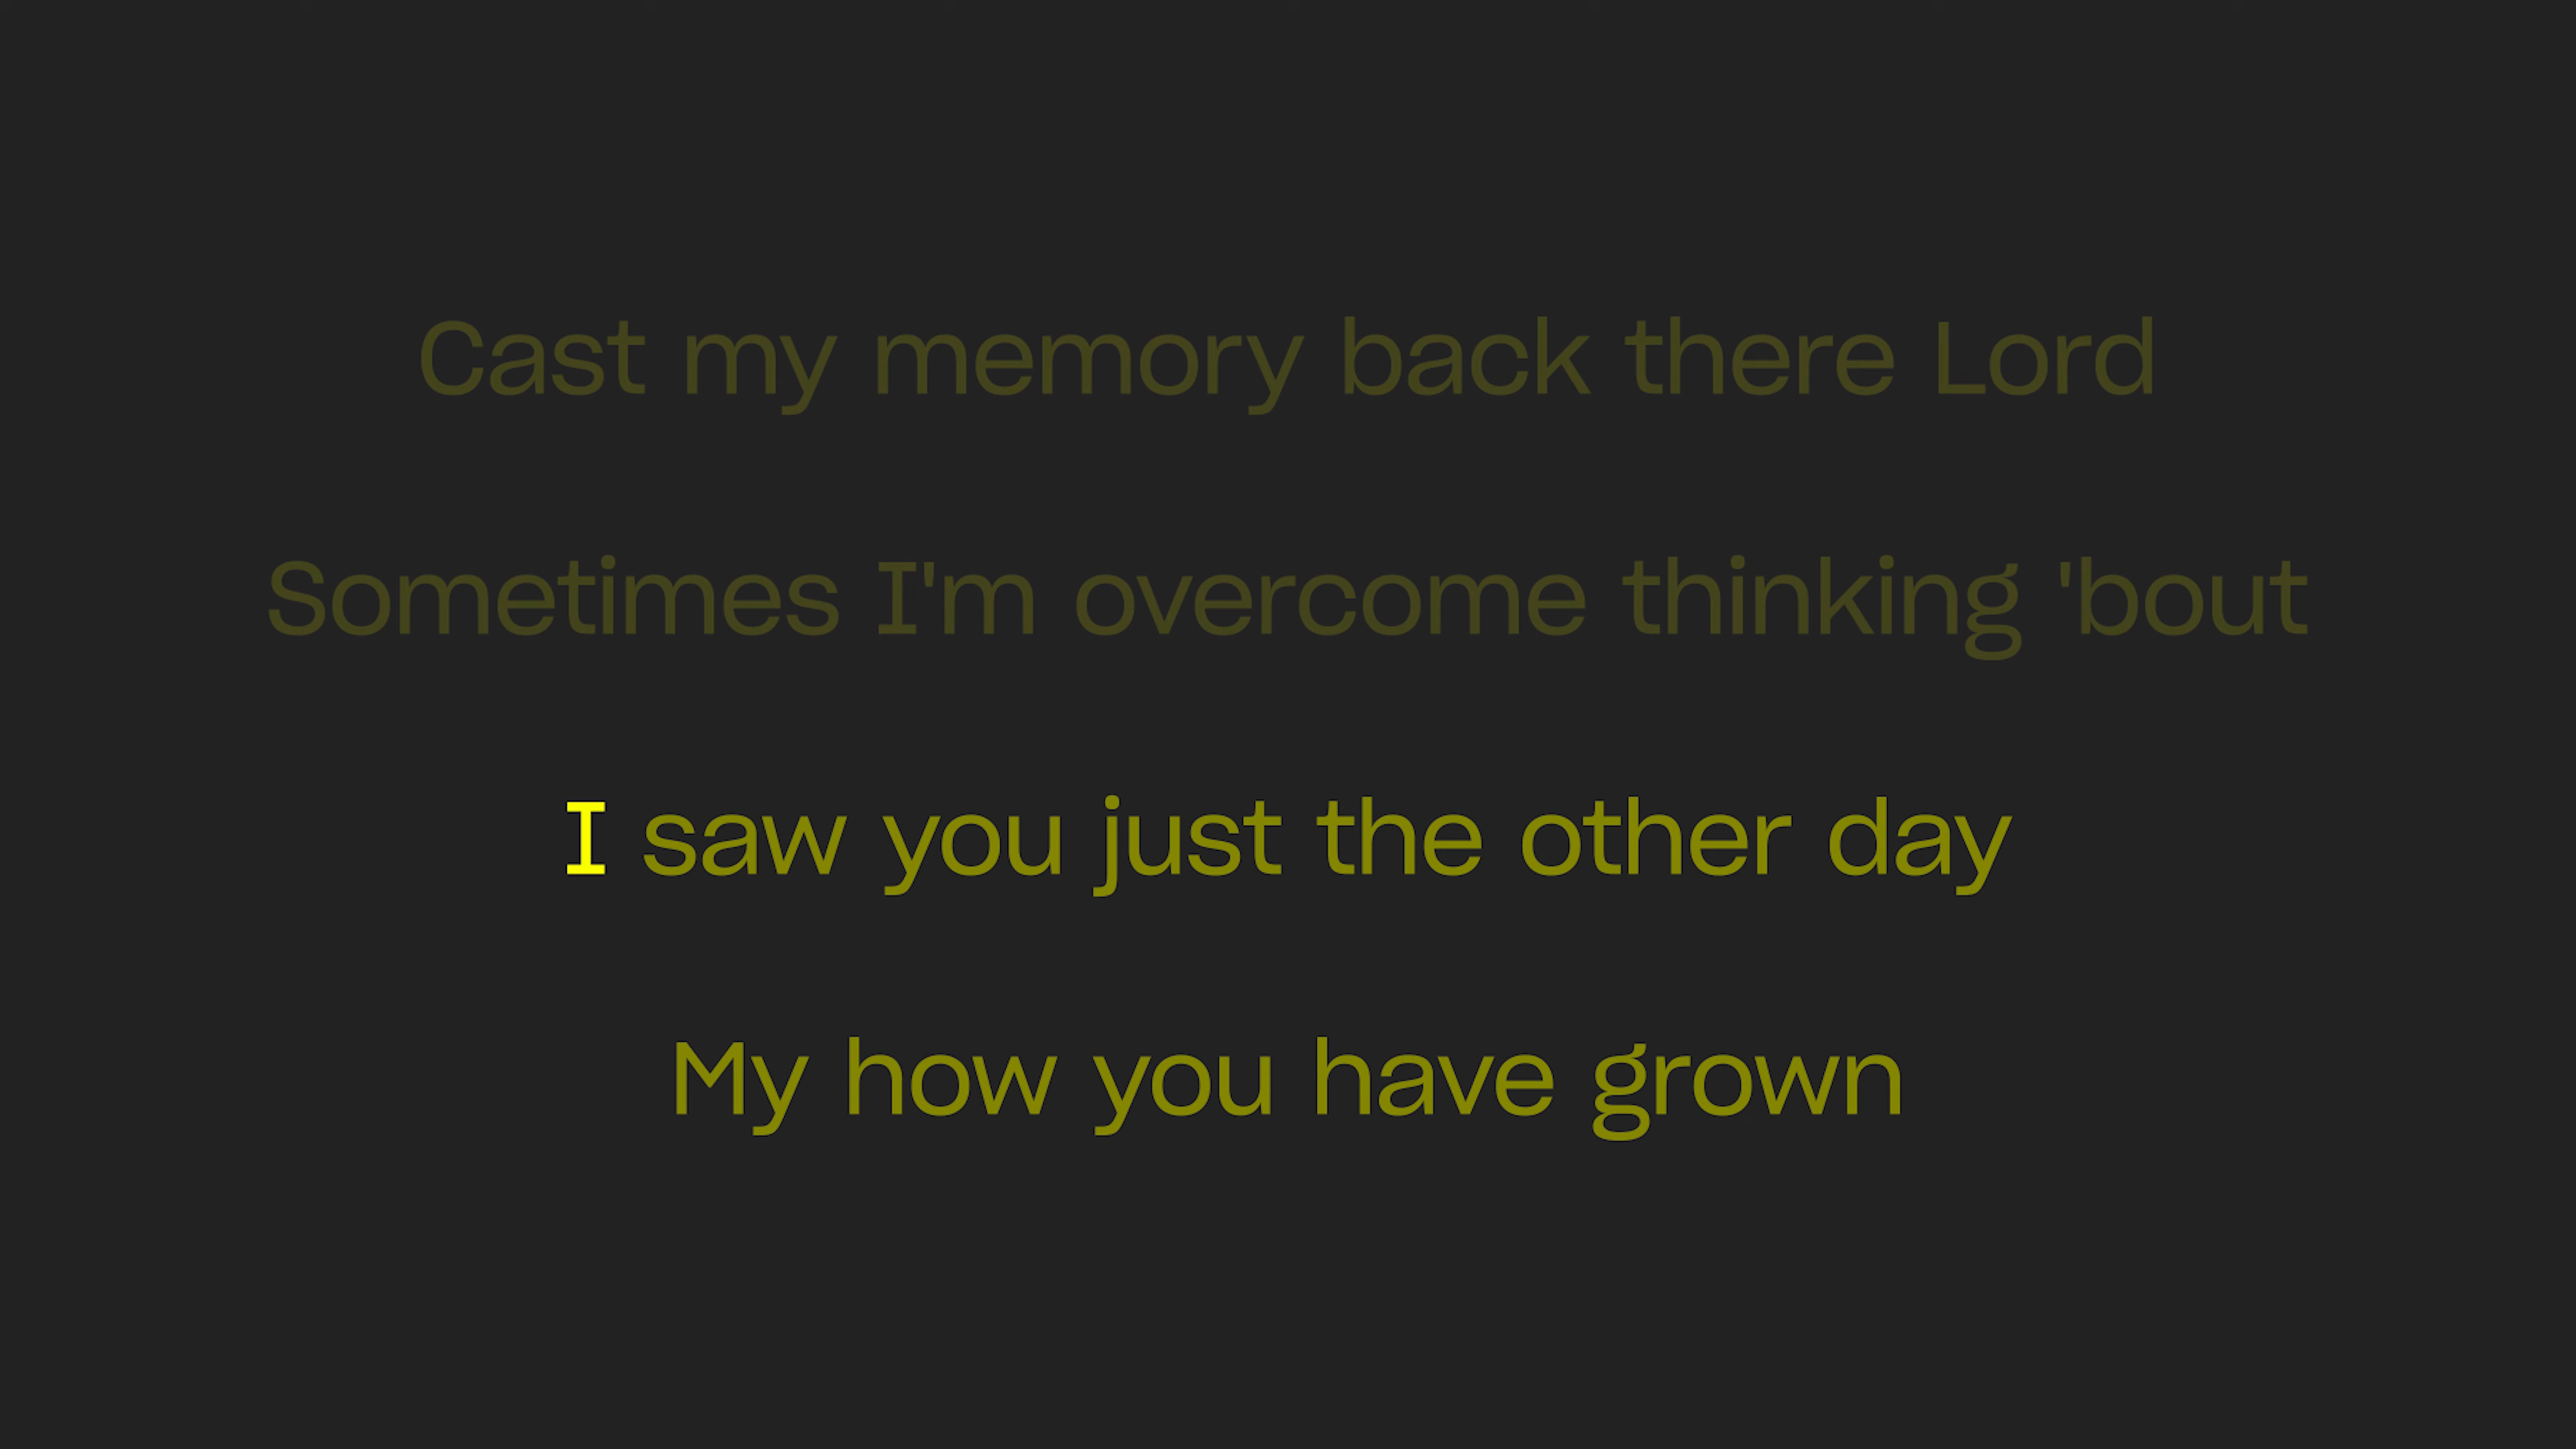 Cast my memory back there Lord
Sometimes I'm overcome thinking 'bout
I saw you just the other day
My how you have grown